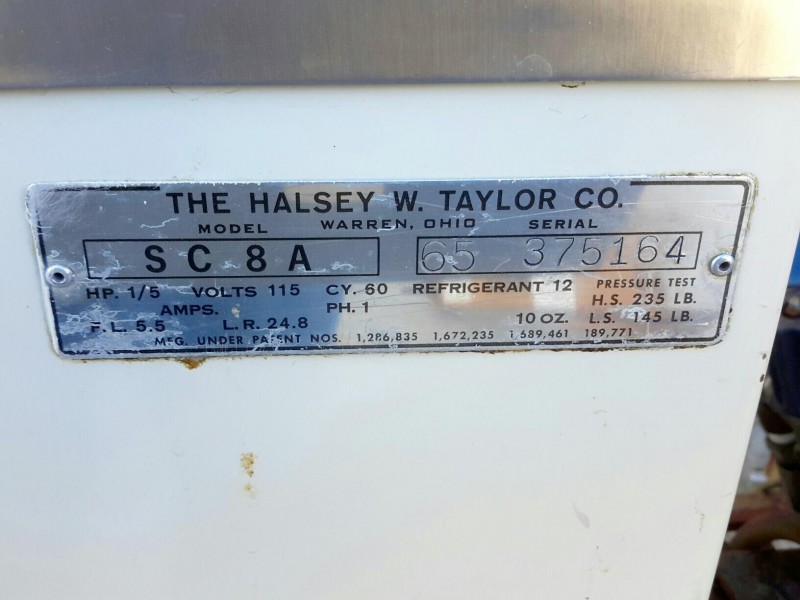 THE HALSEY W. TAYLOR CO.
MODEL WARREN, OHIO SERIAL
SC8A 65 375164
HP. 1/5 VOLTS 115 CY. 60 REFRIGERANT 12 PRESSURE TEST
AMPS. PH. 1 H.S. 235 LB.
F.L. 5.5 L.R. 24.8 10 OZ. L.S. 145 LB.
MFG. UNDER PATENT NOS. 1,286,835 1,672,235 1,689,461 189,771